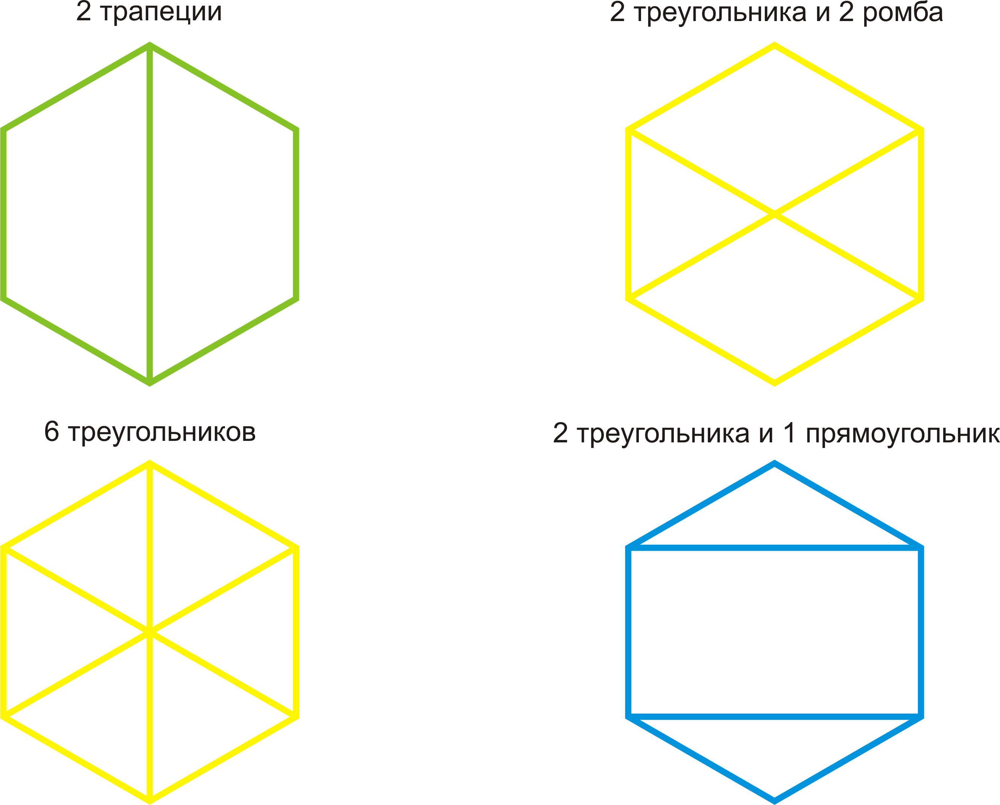 2 трапеции
2 треугольника и 2 ромба
6 треугольников
2 треугольника и 1 прямоугольник